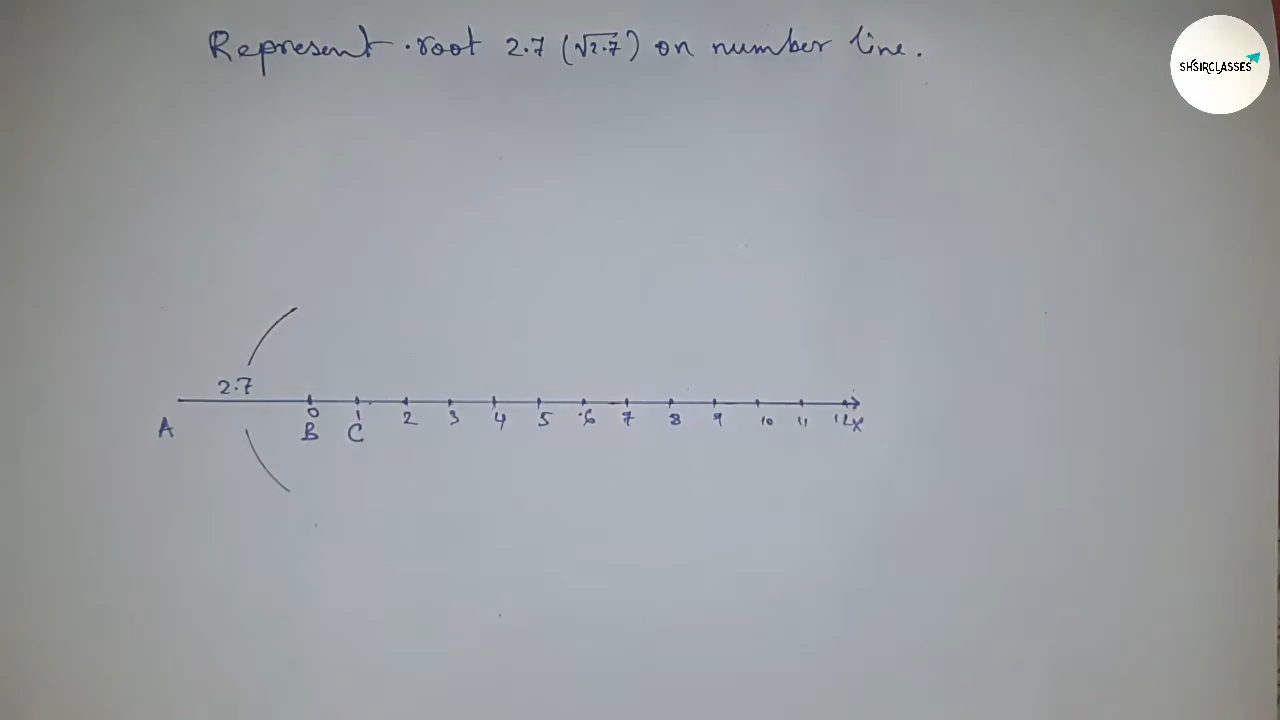 Represent root 2.7 (√2.7) on number line.
SHSIRCLASSES
2.7
0 1 2 3 4 5 6 7 8 9 10 11 12 X
A B C